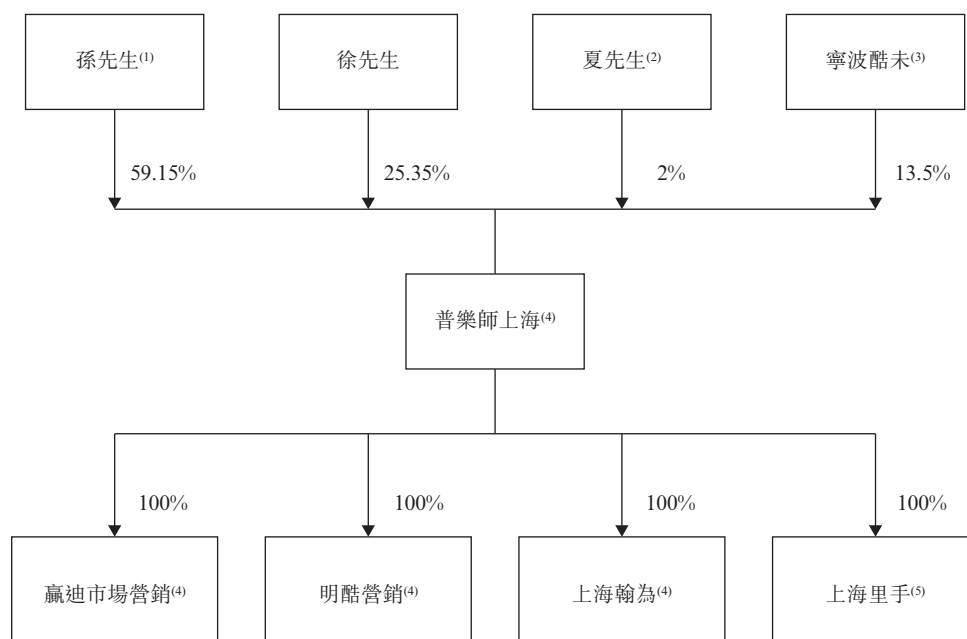 孫先生(1)
徐先生
夏先生(2)
寧波酷未(3)
59.15%
25.35%
2%
13.5%
普樂師上海(4)
100%
100%
100%
100%
贏迪市場營銷(4)
明酷營銷(4)
上海翰為(4)
上海里手(5)